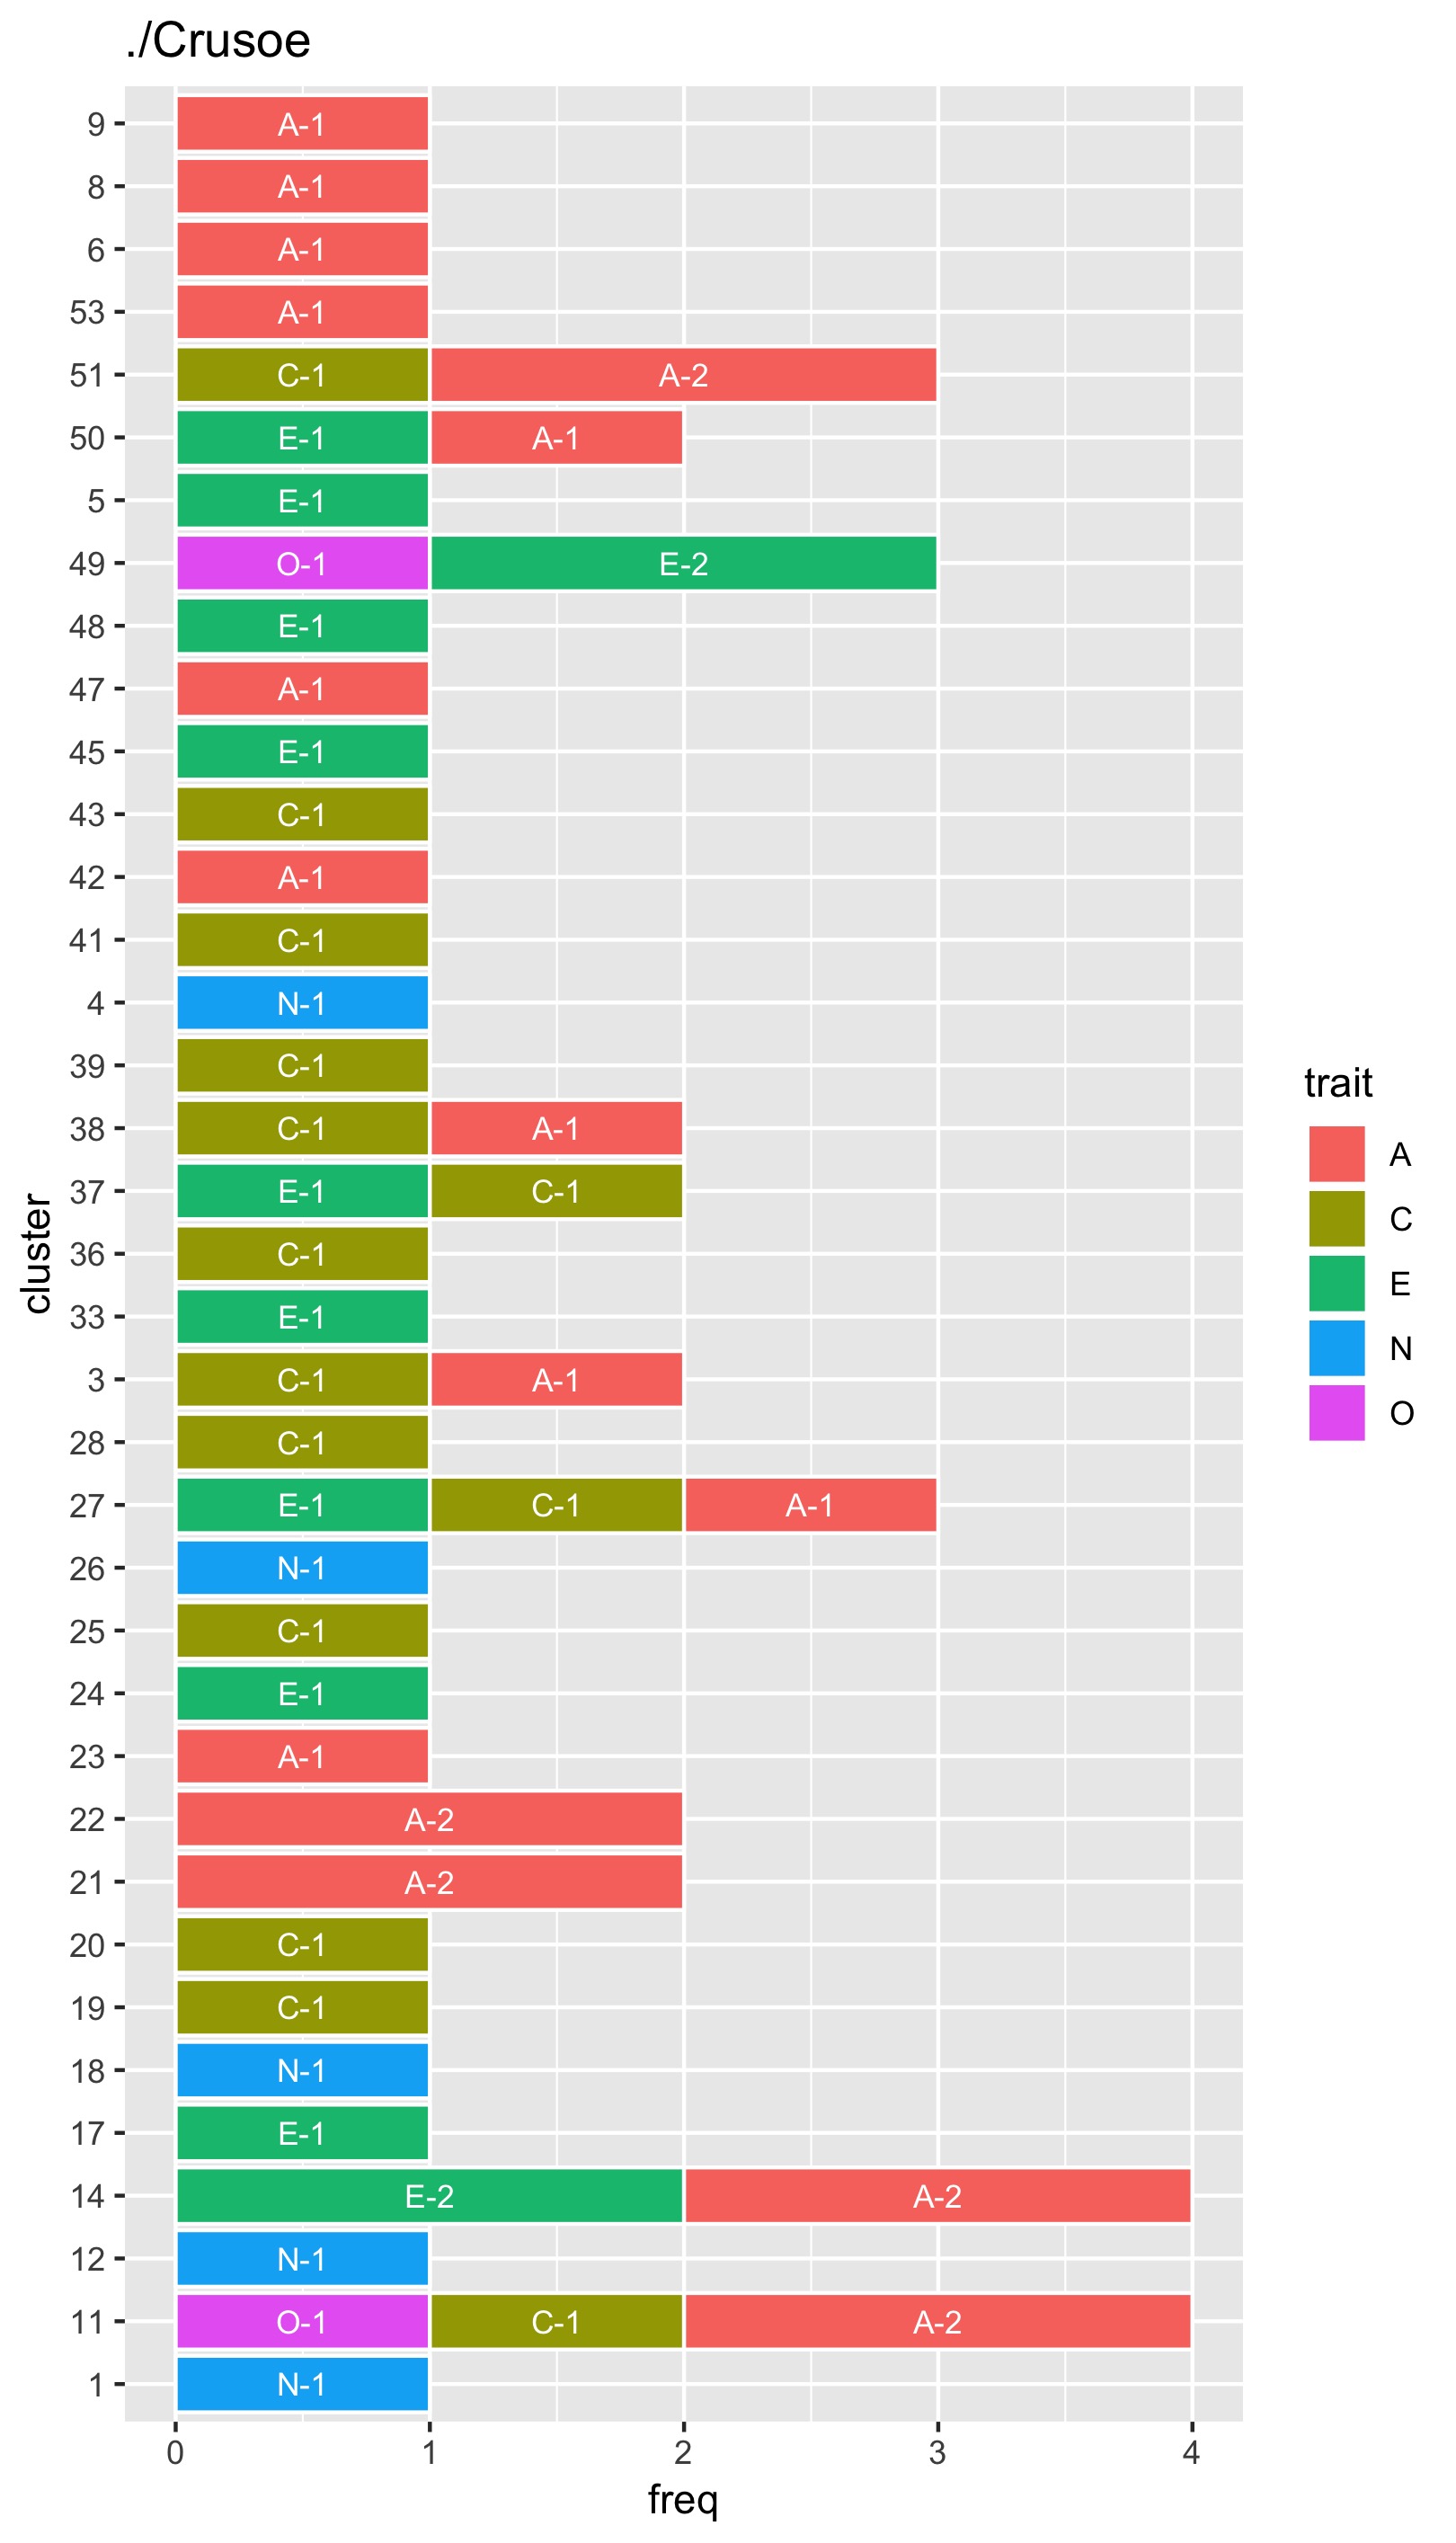 ./Crusoe
9 A-1
8 A-1
6 A-1
53 A-1
51 C-1 A-2
50 E-1 A-1
5 E-1
49 O-1 E-2
48 E-1
47 A-1
45 E-1
43 C-1
42 A-1
41 C-1
4 N-1
39 C-1
38 C-1 A-1
37 E-1 C-1
36 C-1
33 E-1
3 C-1 A-1
28 C-1
27 E-1 C-1 A-1
26 N-1
25 C-1
24 E-1
23 A-1
22 A-2
21 A-2
20 C-1
19 C-1
18 N-1
17 E-1
14 E-2 A-2
12 N-1
11 O-1 C-1 A-2
1 N-1
0 1 2 3 4
freq
cluster
trait
A
C
E
N
O